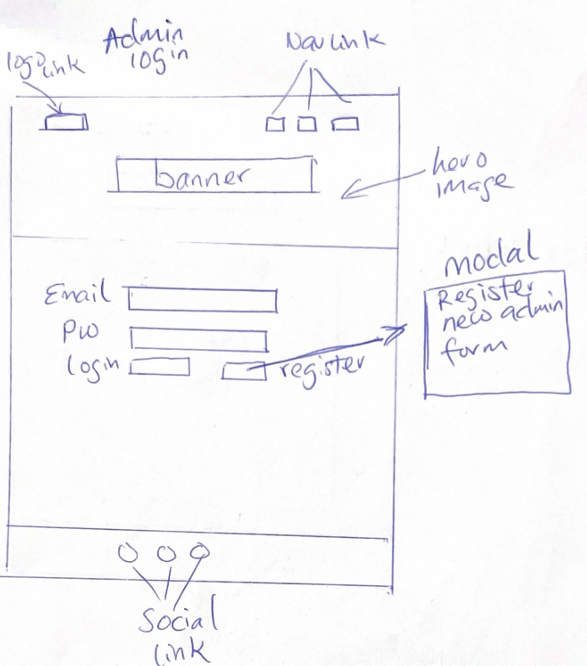 Admin
login
Nav link
logo link
banner
hero
image
modal
Register
new admin
form
Email
PW
login
register
Social
link